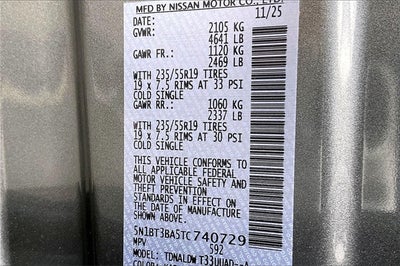 MFD BY NISSAN MOTOR CO., LTD.
DATE: 11/25
GVWR: 2105 KG
4641 LB
GAWR FR.: 1120 KG
2469 LB
WITH 235/55R19 TIRES
19 x 7.5 RIMS AT 33 PSI
COLD SINGLE
GAWR RR.: 1060 KG
2337 LB
WITH 235/55R19 TIRES
19 x 7.5 RIMS AT 30 PSI
COLD SINGLE
THIS VEHICLE CONFORMS TO
ALL APPLICABLE FEDERAL
MOTOR VEHICLE SAFETY
THEFT PREVENTION
STANDARDS IN EFFECT ON
THE DATE OF MANUFACTURE
SHOWN ABOVE.
5N1BT3BA5TC740729
MPV 592
MODEL: